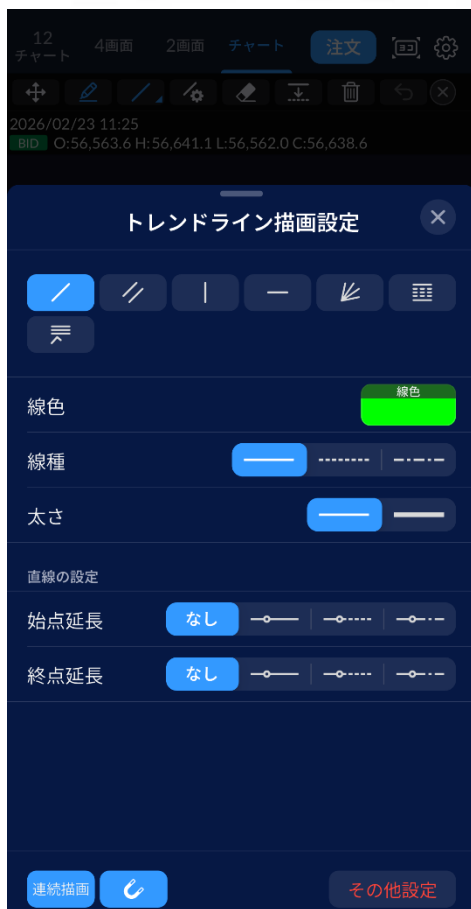 12
チャート
4画面
2画面
チャート
注文
2026/02/23 11:25
BID O:56,563.6 H:56,641.1 L:56,562.0 C:56,638.6
トレンドライン描画設定
線色
線色
線種
太さ
直線の設定
始点延長
なし
終点延長
なし
連続描画
その他設定